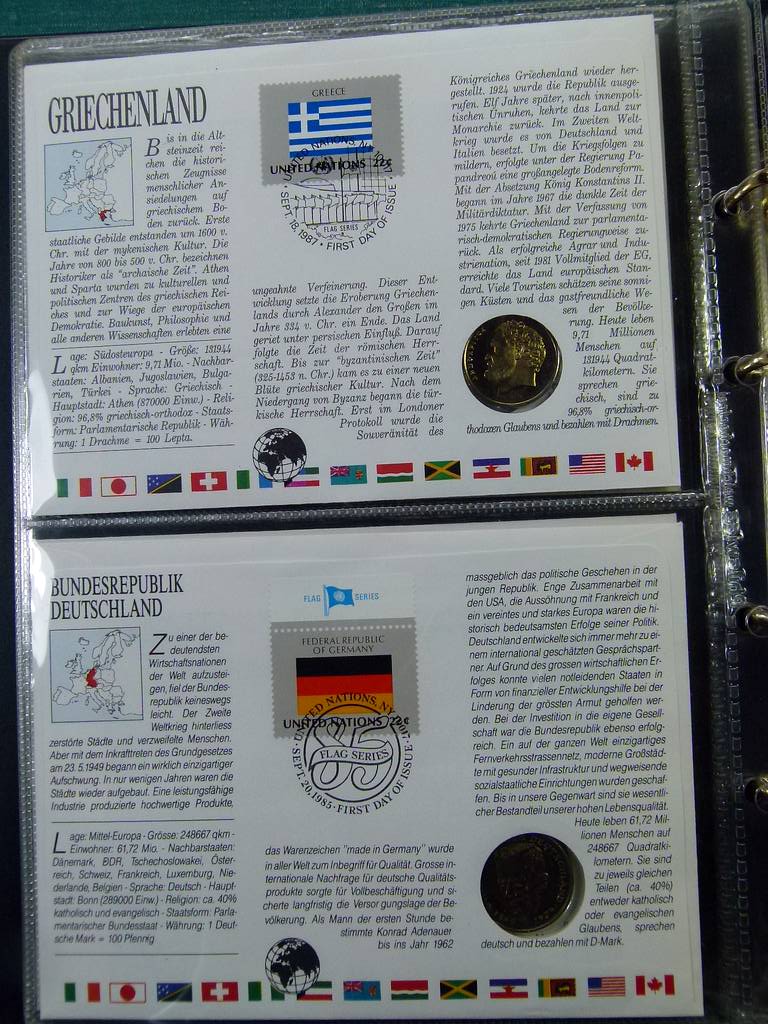 GRIECHENLAND
Bis in die Alt-
steinzeit rei-
chen die histori-
schen Zeugnisse
menschlicher An-
siedelungen auf
griechischem Bo-
den zurück. Erste
staatliche Gebilde entstanden um 1600 v.
Chr. mit der mykenischen Kultur. Die
Jahre von 800 bis 500 v. Chr. bezeichnen
Historiker als "archaische Zeit". Athen
und Sparta wurden zu kulturellen und
politischen Zentren des griechischen Rei-
ches und zur Wiege der europäischen
Demokratie. Baukunst, Philosophie und
alle anderen Wissenschaften erlebten eine
Lage: Südosteuropa - Größe: 131944
qkm Einwohner: 9,71 Mio. - Nachbar-
staaten: Albanien, Jugoslawien, Bulga-
rien, Türkei - Sprache: Griechisch -
Hauptstadt: Athen (870000 Einw.) - Reli-
gion: 96,8% griechisch-orthodox - Staats-
form: Parlamentarische Republik - Wäh-
rung: 1 Drachme = 100 Lepta.
GREECE
UNITED NATIONS 22¢
UNITED NATIONS, NY 10017
SEPT. 18, 1987 · FIRST DAY OF ISSUE
FLAG SERIES
ungeahnte Verfeinerung. Dieser Ent-
wicklung setzte die Eroberung Griechen-
lands durch Alexander den Großen im
Jahre 334 v. Chr. ein Ende. Das Land
geriet unter persischen Einfluß. Darauf
folgte die Zeit der römischen Herr-
schaft. Bis zur "byzantinischen Zeit"
(325-1453 n. Chr.) kam es zu einer neuen
Blüte griechischer Kultur. Nach dem
Niedergang von Byzanz begann die tür-
kische Herrschaft. Erst im Londoner
Protokoll wurde die
Souveränität des
Königreiches Griechenland wieder her-
gestellt. 1924 wurde die Republik ausge-
rufen. Elf Jahre später, nach innenpoli-
tischen Unruhen, kehrte das Land zur
Monarchie zurück. Im Zweiten Welt-
krieg wurde es von Deutschland und
Italien besetzt. Um die Kriegsfolgen zu
mildern, erfolgte unter der Regierung Pa-
pandreoú eine großangelegte Bodenreform.
Mit der Absetzung König Konstantins II.
begann im Jahre 1967 die dunkle Zeit der
Militärdiktatur. Mit der Verfassung von
1975 kehrte Griechenland zur parlamenta-
risch-demokratischen Regierungsweise zu-
rück. Als erfolgreiche Agrar und Indu-
strienation, seit 1981 Vollmitglied der EG,
erreichte das Land europäischen Stan-
dard. Viele Touristen schätzen seine sonni-
gen Küsten und das gastfreundliche We-
sen der Bevölke-
rung. Heute leben
9,71 Millionen
Menschen auf
131944 Quadrat-
kilometern. Sie
sprechen grie-
chisch, sind zu
96,8% griechisch-or-
thodoxen Glaubens und bezahlen mit Drachmen.
BUNDESREPUBLIK
DEUTSCHLAND
Zu einer der be-
deutendsten
Wirtschaftsnationen
der Welt aufzustei-
gen, fiel der Bundes-
republik keineswegs
leicht. Der Zweite
Weltkrieg hinterliess
zerstörte Städte und verzweifelte Menschen.
Aber mit dem Inkrafttreten des Grundgesetzes
am 23.5.1949 begann ein wirklich einzigartiger
Aufschwung. In nur wenigen Jahren waren die
Städte wieder aufgebaut. Eine leistungsfähige
Industrie produzierte hochwertige Produkte,
Lage: Mittel-Europa - Grösse: 248667 qkm -
Einwohner: 61,72 Mio. - Nachbarstaaten:
Dänemark, DDR, Tschechoslowakei, Öster-
reich, Schweiz, Frankreich, Luxemburg, Nie-
derlande, Belgien - Sprache: Deutsch - Haupt-
stadt: Bonn (289000 Einw.) - Religion: ca. 40%
katholisch und evangelisch - Staatsform: Parla-
mentarischer Bundesstaat - Währung: 1 Deut-
sche Mark = 100 Pfennig
FLAG SERIES
FEDERAL REPUBLIC
OF GERMANY
UNITED NATIONS 22¢
UNITED NATIONS, NY 10017
SEPT. 20, 1985 · FIRST DAY OF ISSUE
85
FLAG SERIES
das Warenzeichen "made in Germany" wurde
in aller Welt zum Inbegriff für Qualität. Grosse in-
ternationale Nachfrage für deutsche Qualitäts-
produkte sorgte für Vollbeschäftigung und si-
cherte langfristig die Versorgungslage der Be-
völkerung. Als Mann der ersten Stunde be-
stimmte Konrad Adenauer
bis ins Jahr 1962
massgeblich das politische Geschehen in der
jungen Republik. Enge Zusammenarbeit mit
den USA, die Aussöhnung mit Frankreich und
ein vereintes und starkes Europa waren die hi-
storisch bedeutsamsten Erfolge seiner Politik.
Deutschland entwickelte sich immer mehr zu ei-
nem international geschätzten Gesprächspart-
ner. Auf Grund des grossen wirtschaftlichen Er-
folges konnte vielen notleidenden Staaten in
Form von finanzieller Entwicklungshilfe bei der
Linderung der grössten Armut geholfen wer-
den. Bei der Investition in die eigene Gesell-
schaft war die Bundesrepublik ebenso erfolg-
reich. Ein auf der ganzen Welt einzigartiges
Fernverkehrsstrassennetz, moderne Großstäd-
te mit gesunder Infrastruktur und wegweisende
sozialstaatliche Einrichtungen wurden geschaf-
fen. Bis in unsere Gegenwart sind sie wesentli-
cher Bestandteil unserer hohen Lebensqualität.
Heute leben 61,72 Mil-
lionen Menschen auf
248667 Quadratki-
lometern. Sie sind
zu jeweils gleichen
Teilen (ca. 40%)
entweder katholisch
oder evangelischen
Glaubens, sprechen
deutsch und bezahlen mit D-Mark.